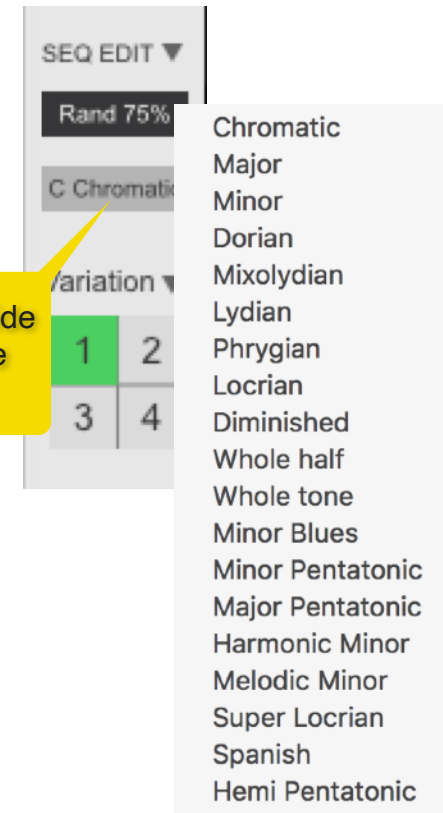 SEQ EDIT ▼
Rand 75%
C Chromatic
Variation ▼
de
e
1 2
3 4
Chromatic
Major
Minor
Dorian
Mixolydian
Lydian
Phrygian
Locrian
Diminished
Whole half
Whole tone
Minor Blues
Minor Pentatonic
Major Pentatonic
Harmonic Minor
Melodic Minor
Super Locrian
Spanish
Hemi Pentatonic